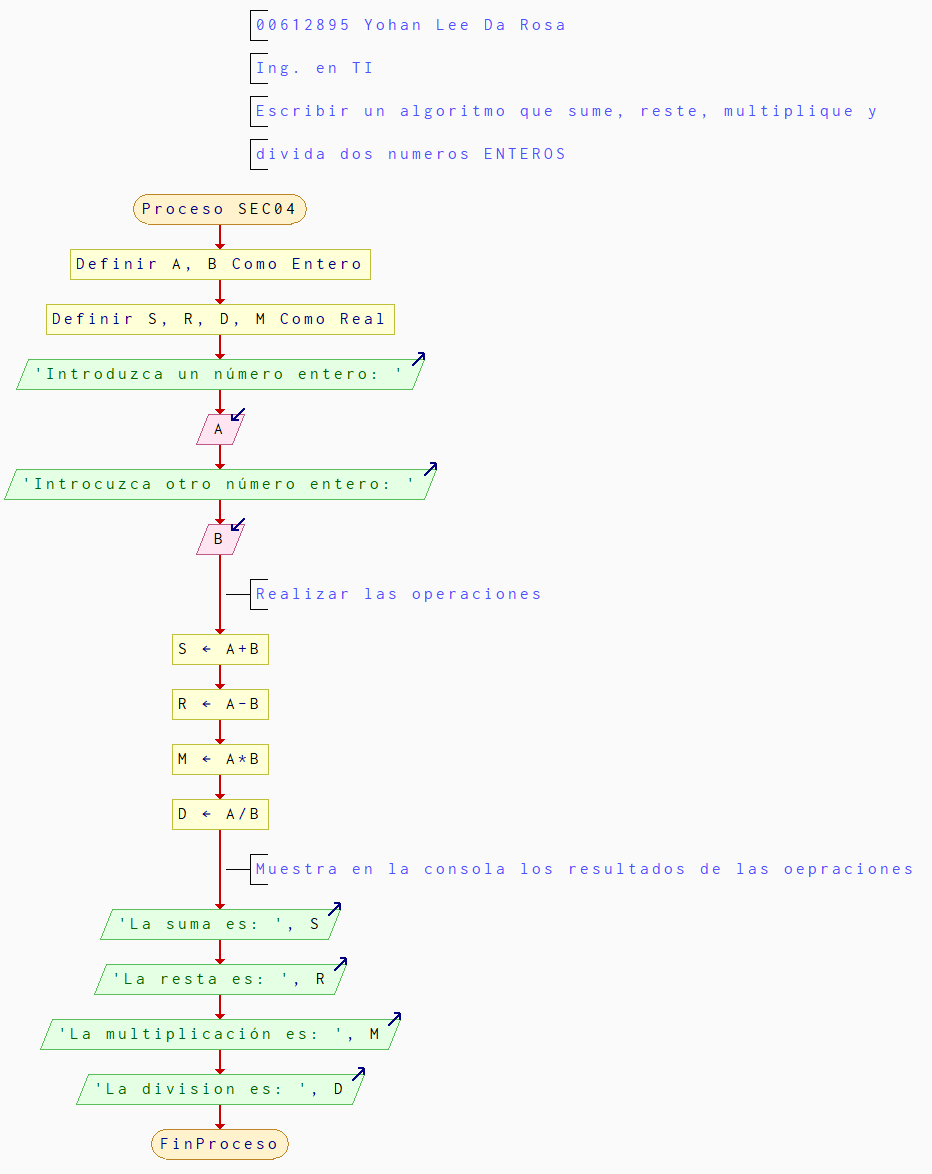 00612895 Yohan Lee Da Rosa
Ing. en TI
Escribir un algoritmo que sume, reste, multiplique y
divida dos numeros ENTEROS
Proceso SEC04
Definir A, B Como Entero
Definir S, R, D, M Como Real
'Introduzca un número entero: '
A
'Introcuzca otro número entero: '
B
Realizar las operaciones
S ← A+B
R ← A-B
M ← A*B
D ← A/B
Muestra en la consola los resultados de las oepraciones
'La suma es: ', S
'La resta es: ', R
'La multiplicación es: ', M
'La division es: ', D
FinProceso